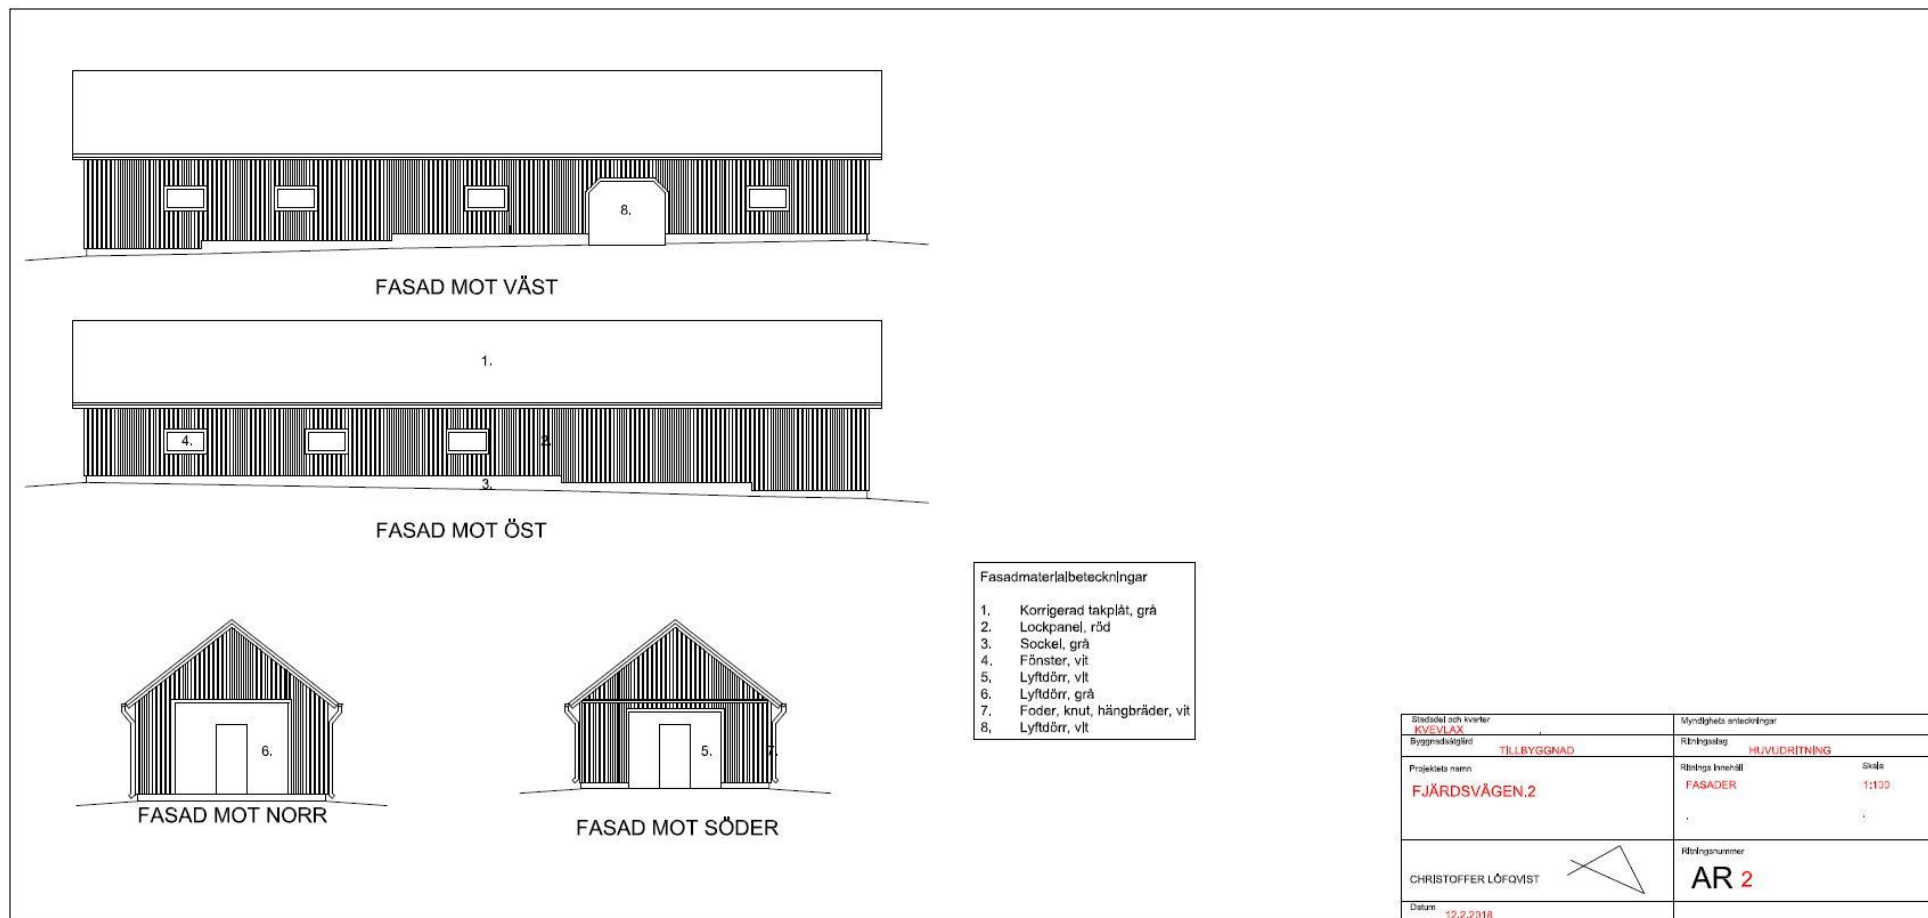 8.
FASAD MOT VÄST
1.
4.
2.
3.
FASAD MOT ÖST
6.
FASAD MOT NORR
5.
7.
FASAD MOT SÖDER
Fasadmaterialbeteckningar
1. Korrigerad takplåt, grå
2. Lockpanel, röd
3. Sockel, grå
4. Fönster, vit
5. Lyftdörr, vit
6. Lyftdörr, grå
7. Foder, knut, hängbräder, vit
8. Lyftdörr, vit
Stadsdel och kvarter
KVEVLAX
Myndighets anteckningar
Byggnadsåtgärd
TILLBYGGNAD
Ritningsslag
HUVUDRITNING
Projektets namn
FJÄRDSVÄGEN.2
Ritnings innehåll
Skala
FASADER
1:100
CHRISTOFFER LÖFQVIST
Ritningsnummer
AR 2
Datum
12.2.2018